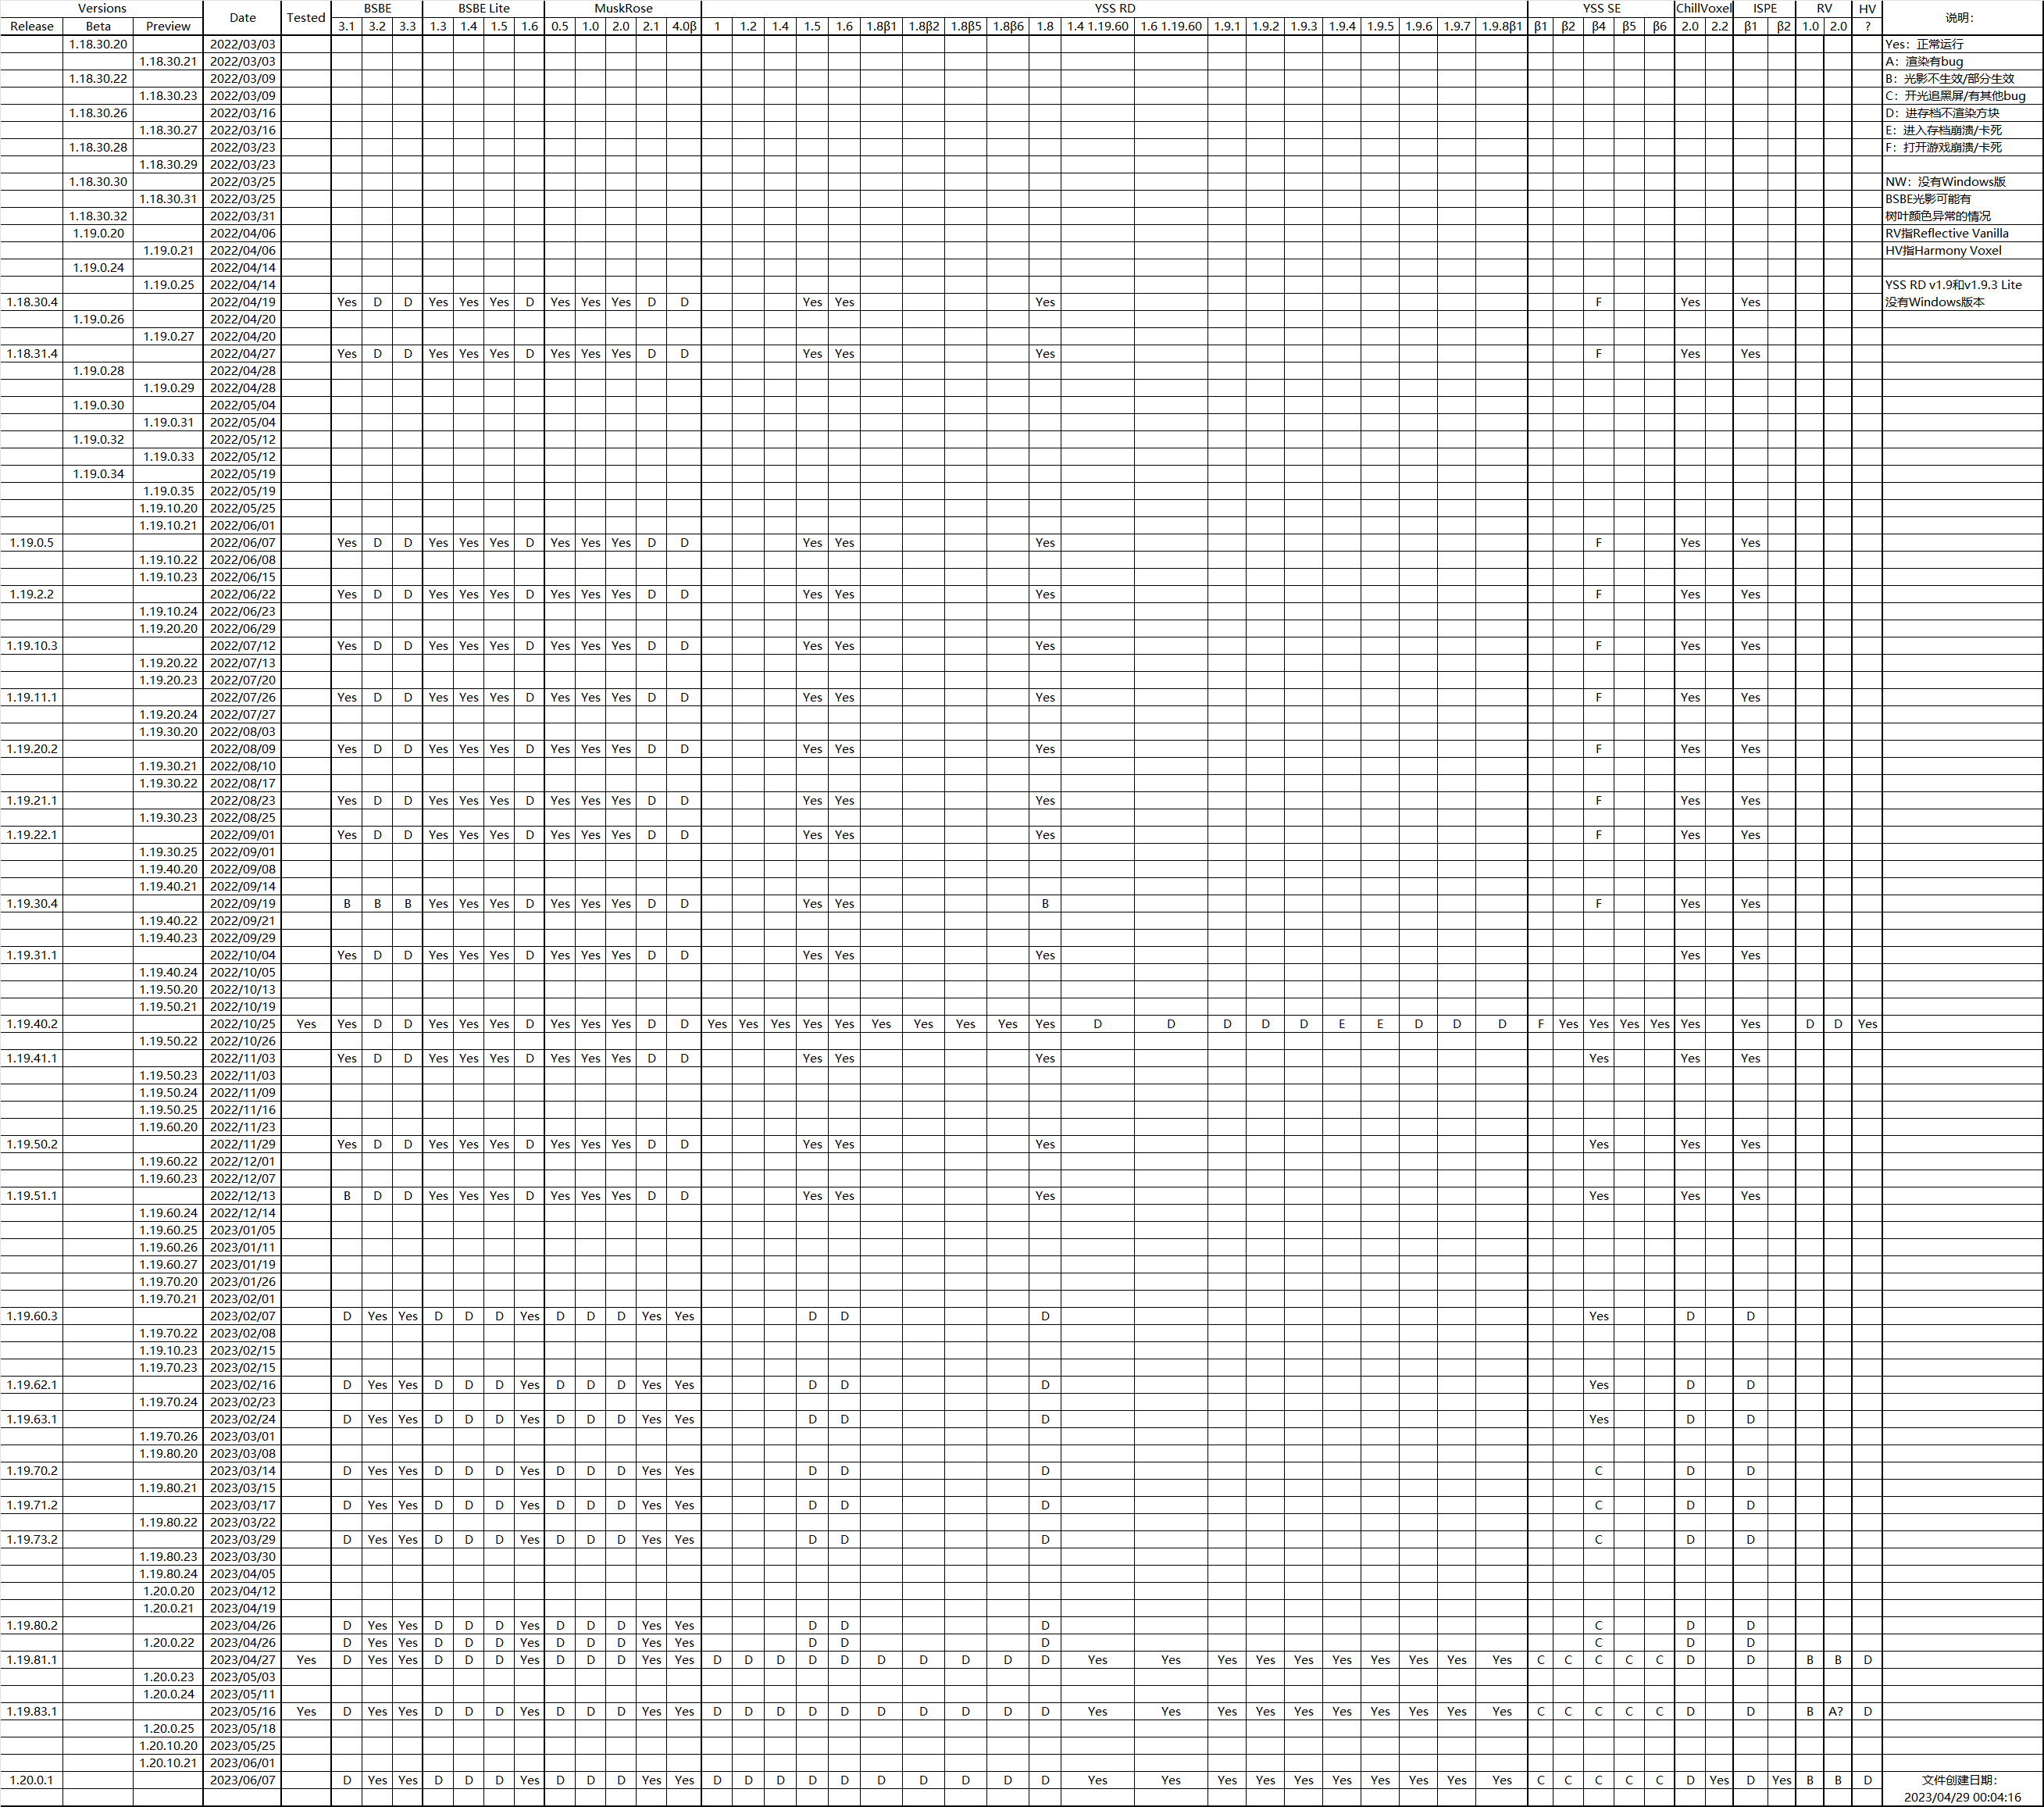 Versions Date Tested BSBE BSBE Lite MuskRose YSS RD YSS SE ChillVoxel ISPE RV HV 说明：
Release Beta Preview 3.1 3.2 3.3 1.3 1.4 1.5 1.6 0.5 1.0 2.0 2.1 4.0β 1 1.2 1.4 1.5 1.6 1.8β1 1.8β2 1.8β5 1.8β6 1.8 1.4 1.19.60 1.6 1.19.60 1.9.1 1.9.2 1.9.3 1.9.4 1.9.5 1.9.6 1.9.7 1.9.8β1 β1 β2 β4 β5 β6 2.0 2.2 β1 β2 1.0 2.0 ?
1.18.30.20 2022/03/03 Yes：正常运行
1.18.30.21 2022/03/03 A：渲染有bug
1.18.30.22 2022/03/09 B：光影不生效/部分生效
1.18.30.23 2022/03/09 C：开光追黑屏/有其他bug
1.18.30.26 2022/03/16 D：进存档不渲染方块
1.18.30.27 2022/03/16 E：进入存档崩溃/卡死
1.18.30.28 2022/03/23 F：打开游戏崩溃/卡死
1.18.30.29 2022/03/23
1.18.30.30 2022/03/25 NW：没有Windows版
1.18.30.31 2022/03/25 BSBE光影可能有
1.18.30.32 2022/03/31 树叶颜色异常的情况
1.19.0.20 2022/04/06 RV指Reflective Vanilla
1.19.0.21 2022/04/06 HV指Harmony Voxel
1.19.0.24 2022/04/14
1.19.0.25 2022/04/14 YSS RD v1.9和v1.9.3 Lite
1.18.30.4 2022/04/19 Yes D D Yes Yes Yes D Yes Yes Yes D D Yes Yes Yes F Yes Yes 没有Windows版本
1.19.0.26 2022/04/20
1.19.0.27 2022/04/20
1.18.31.4 2022/04/27 Yes D D Yes Yes Yes D Yes Yes Yes D D Yes Yes Yes F Yes Yes
1.19.0.28 2022/04/28
1.19.0.29 2022/04/28
1.19.0.30 2022/05/04
1.19.0.31 2022/05/04
1.19.0.32 2022/05/12
1.19.0.33 2022/05/12
1.19.0.34 2022/05/19
1.19.0.35 2022/05/19
1.19.10.20 2022/05/25
1.19.10.21 2022/06/01
1.19.0.5 2022/06/07 Yes D D Yes Yes Yes D Yes Yes Yes D D Yes Yes Yes F Yes Yes
1.19.10.22 2022/06/08
1.19.10.23 2022/06/15
1.19.2.2 2022/06/22 Yes D D Yes Yes Yes D Yes Yes Yes D D Yes Yes Yes F Yes Yes
1.19.10.24 2022/06/23
1.19.20.20 2022/06/29
1.19.10.3 2022/07/12 Yes D D Yes Yes Yes D Yes Yes Yes D D Yes Yes Yes F Yes Yes
1.19.20.22 2022/07/13
1.19.20.23 2022/07/20
1.19.11.1 2022/07/26 Yes D D Yes Yes Yes D Yes Yes Yes D D Yes Yes Yes F Yes Yes
1.19.20.24 2022/07/27
1.19.30.20 2022/08/03
1.19.20.2 2022/08/09 Yes D D Yes Yes Yes D Yes Yes Yes D D Yes Yes Yes F Yes Yes
1.19.30.21 2022/08/10
1.19.30.22 2022/08/17
1.19.21.1 2022/08/23 Yes D D Yes Yes Yes D Yes Yes Yes D D Yes Yes Yes F Yes Yes
1.19.30.23 2022/08/25
1.19.22.1 2022/09/01 Yes D D Yes Yes Yes D Yes Yes Yes D D Yes Yes Yes F Yes Yes
1.19.30.25 2022/09/01
1.19.40.20 2022/09/08
1.19.40.21 2022/09/14
1.19.30.4 2022/09/19 B B B Yes Yes Yes D Yes Yes Yes D D Yes Yes B F Yes Yes
1.19.40.22 2022/09/21
1.19.40.23 2022/09/29
1.19.31.1 2022/10/04 Yes D D Yes Yes Yes D Yes Yes Yes D D Yes Yes Yes Yes Yes
1.19.40.24 2022/10/05
1.19.50.20 2022/10/13
1.19.50.21 2022/10/19
1.19.40.2 2022/10/25 Yes Yes D D Yes Yes Yes D Yes Yes Yes D D Yes Yes Yes Yes Yes Yes Yes Yes Yes Yes D D D D D E E D D D F Yes Yes Yes Yes Yes Yes D D Yes
1.19.50.22 2022/10/26
1.19.41.1 2022/11/03 Yes D D Yes Yes Yes D Yes Yes Yes D D Yes Yes Yes Yes Yes Yes
1.19.50.23 2022/11/03
1.19.50.24 2022/11/09
1.19.50.25 2022/11/16
1.19.60.20 2022/11/23
1.19.50.2 2022/11/29 Yes D D Yes Yes Yes D Yes Yes Yes D D Yes Yes Yes Yes Yes Yes
1.19.60.22 2022/12/01
1.19.60.23 2022/12/07
1.19.51.1 2022/12/13 B D D Yes Yes Yes D Yes Yes Yes D D Yes Yes Yes Yes Yes Yes
1.19.60.24 2022/12/14
1.19.60.25 2023/01/05
1.19.60.26 2023/01/11
1.19.60.27 2023/01/19
1.19.70.20 2023/01/26
1.19.70.21 2023/02/01
1.19.60.3 2023/02/07 D Yes Yes D D D Yes D D D Yes Yes D D D Yes D D
1.19.70.22 2023/02/08
1.19.10.23 2023/02/15
1.19.70.23 2023/02/15
1.19.62.1 2023/02/16 D Yes Yes D D D Yes D D D Yes Yes D D D Yes D D
1.19.70.24 2023/02/23
1.19.63.1 2023/02/24 D Yes Yes D D D Yes D D D Yes Yes D D D Yes D D
1.19.70.26 2023/03/01
1.19.80.20 2023/03/08
1.19.70.2 2023/03/14 D Yes Yes D D D Yes D D D Yes Yes D D D C D D
1.19.80.21 2023/03/15
1.19.71.2 2023/03/17 D Yes Yes D D D Yes D D D Yes Yes D D D C D D
1.19.80.22 2023/03/22
1.19.73.2 2023/03/29 D Yes Yes D D D Yes D D D Yes Yes D D D C D D
1.19.80.23 2023/03/30
1.19.80.24 2023/04/05
1.20.0.20 2023/04/12
1.20.0.21 2023/04/19
1.19.80.2 2023/04/26 D Yes Yes D D D Yes D D D Yes Yes D D D C D D
1.20.0.22 2023/04/26 D Yes Yes D D D Yes D D D Yes Yes D D D C D D
1.19.81.1 2023/04/27 Yes D Yes Yes D D D Yes D D D Yes Yes D D D D D D D D D D Yes Yes Yes Yes Yes Yes Yes Yes Yes Yes C C C C C D D B B D
1.20.0.23 2023/05/03
1.20.0.24 2023/05/11
1.19.83.1 2023/05/16 Yes D Yes Yes D D D Yes D D D Yes Yes D D D D D D D D D D Yes Yes Yes Yes Yes Yes Yes Yes Yes Yes C C C C C D D B A? D
1.20.0.25 2023/05/18
1.20.10.20 2023/05/25
1.20.10.21 2023/06/01
1.20.0.1 2023/06/07 D Yes Yes D D D Yes D D D Yes Yes D D D D D D D D D D Yes Yes Yes Yes Yes Yes Yes Yes Yes Yes C C C C C D Yes D Yes B B D 文件创建日期：
2023/04/29 00:04:16